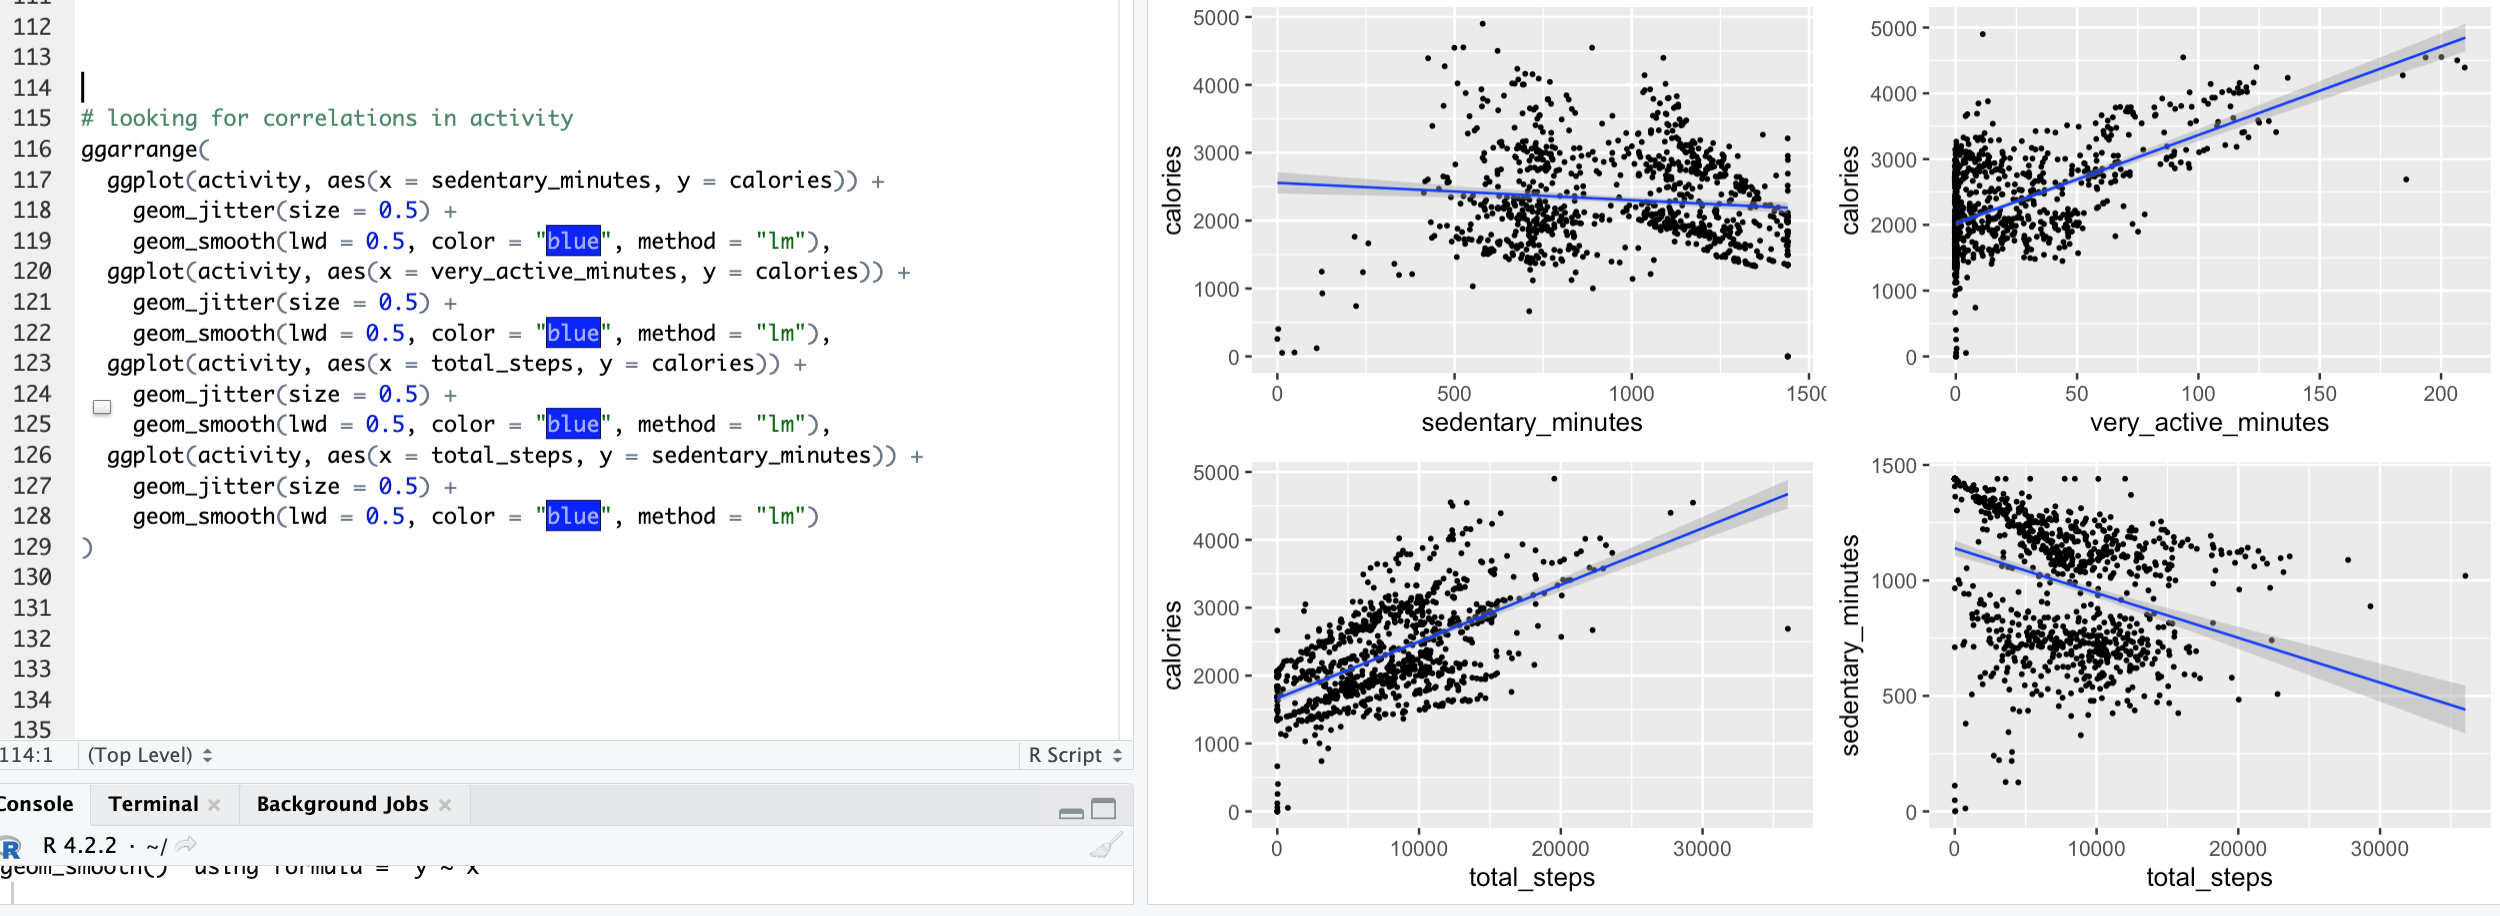 111
112
113
114
115 # looking for correlations in activity
116 ggarrange(
117 ggplot(activity, aes(x = sedentary_minutes, y = calories)) +
118 geom_jitter(size = 0.5) +
119 geom_smooth(lwd = 0.5, color = "blue", method = "lm"),
120 ggplot(activity, aes(x = very_active_minutes, y = calories)) +
121 geom_jitter(size = 0.5) +
122 geom_smooth(lwd = 0.5, color = "blue", method = "lm"),
123 ggplot(activity, aes(x = total_steps, y = calories)) +
124 geom_jitter(size = 0.5) +
125 geom_smooth(lwd = 0.5, color = "blue", method = "lm"),
126 ggplot(activity, aes(x = total_steps, y = sedentary_minutes)) +
127 geom_jitter(size = 0.5) +
128 geom_smooth(lwd = 0.5, color = "blue", method = "lm")
129 )
130
131
132
133
134
135
114:1 (Top Level) R Script
Console Terminal Background Jobs
R R 4.2.2 · ~/
geom_smooth() using formula = y ~ x
calories
5000
4000
3000
2000
1000
0
0 500 1000 1500
sedentary_minutes
calories
5000
4000
3000
2000
1000
0
0 50 100 150 200
very_active_minutes
calories
5000
4000
3000
2000
1000
0
0 10000 20000 30000
total_steps
sedentary_minutes
1500
1000
500
0
0 10000 20000 30000
total_steps